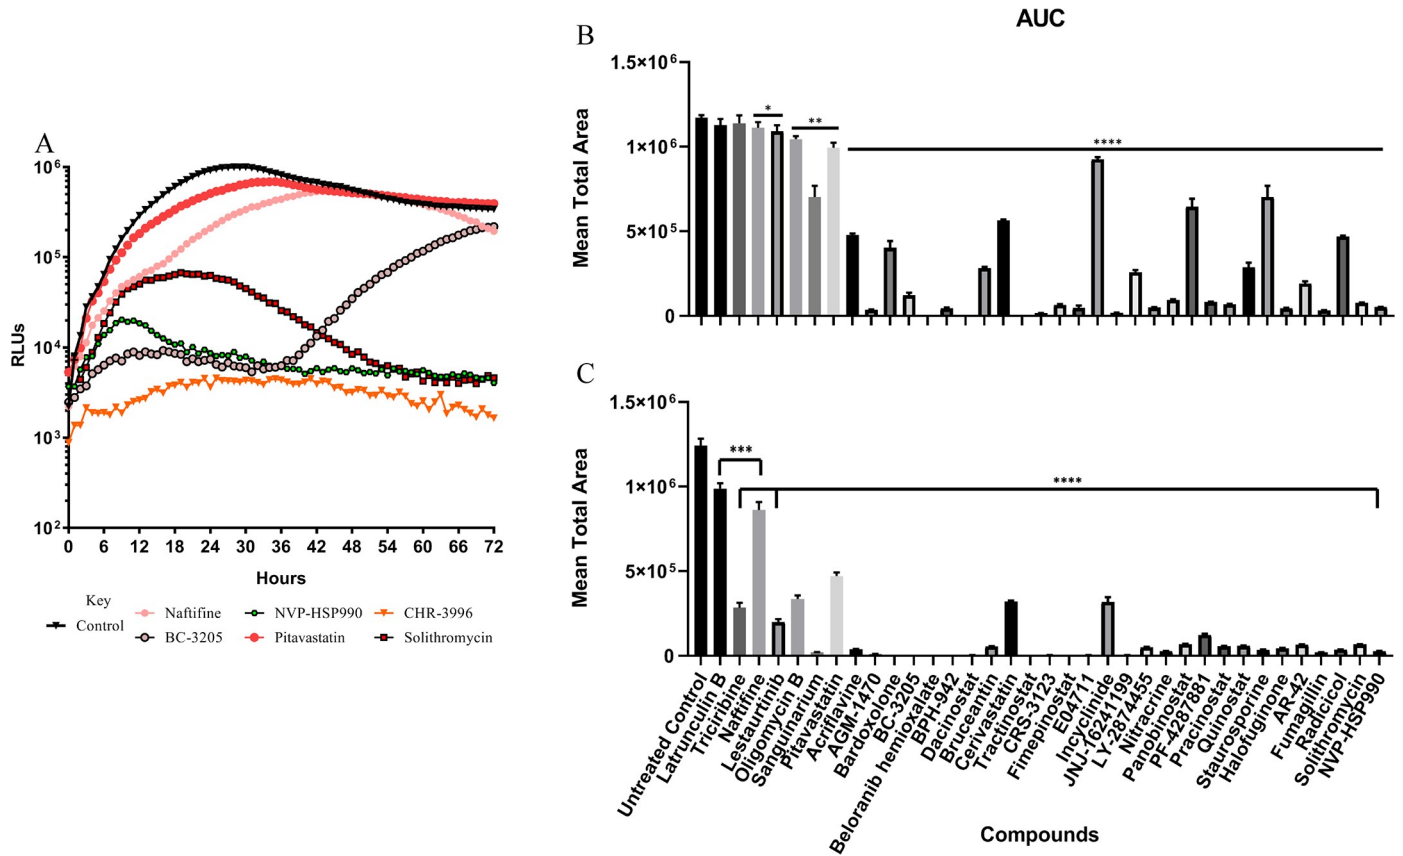 AUC
A
10⁶
10⁵
10⁴
10³
10²
RLUs
0 6 12 18 24 30 36 42 48 54 60 66 72
Hours
Key
Control
Naftifine
NVP-HSP990
CHR-3996
BC-3205
Pitavastatin
Solithromycin
B
1.5×10⁶
1×10⁶
5×10⁵
0
Mean Total Area
*
**
****
C
1.5×10⁶
1×10⁶
5×10⁵
0
Mean Total Area
***
****
Untreated Control
Latrunculin B
Triciribine
Naftifine
Lestaurtinib
Oligomycin B
Sanguinarium
Pitavastatin
Acriflavine
AGM-1470
Bardoxolone
BC-3205
Beloranib hemioxalate
BPH-942
Dacinostat
Bruceantin
Cerivastatin
Tractinostat
CRS-3123
Fimepinostat
E04711
Incyclinide
JNJ-16241199
LY-2874455
Nitracrine
Panobinostat
PF-4287881
Pracinostat
Quinostat
Staurosporine
Halofuginone
AR-42
Fumagillin
Radicicol
Solithromycin
NVP-HSP990
Compounds